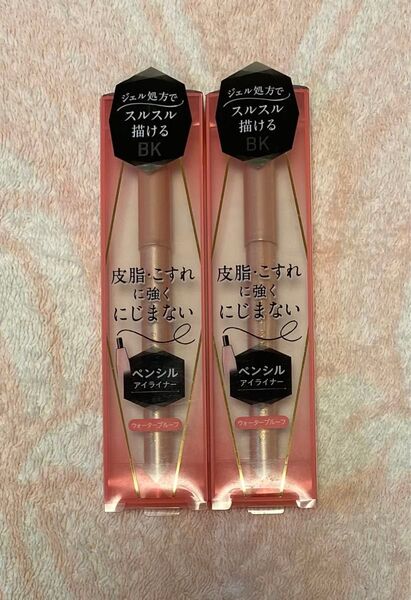 ジェル処方で
スルスル
描ける
BK
皮脂・こすれ
に強く
にじまない
ペンシル
アイライナー
ウォータープルーフ
ジェル処方で
スルスル
描ける
BK
皮脂・こすれ
に強く
にじまない
ペンシル
アイライナー
ウォータープルーフ